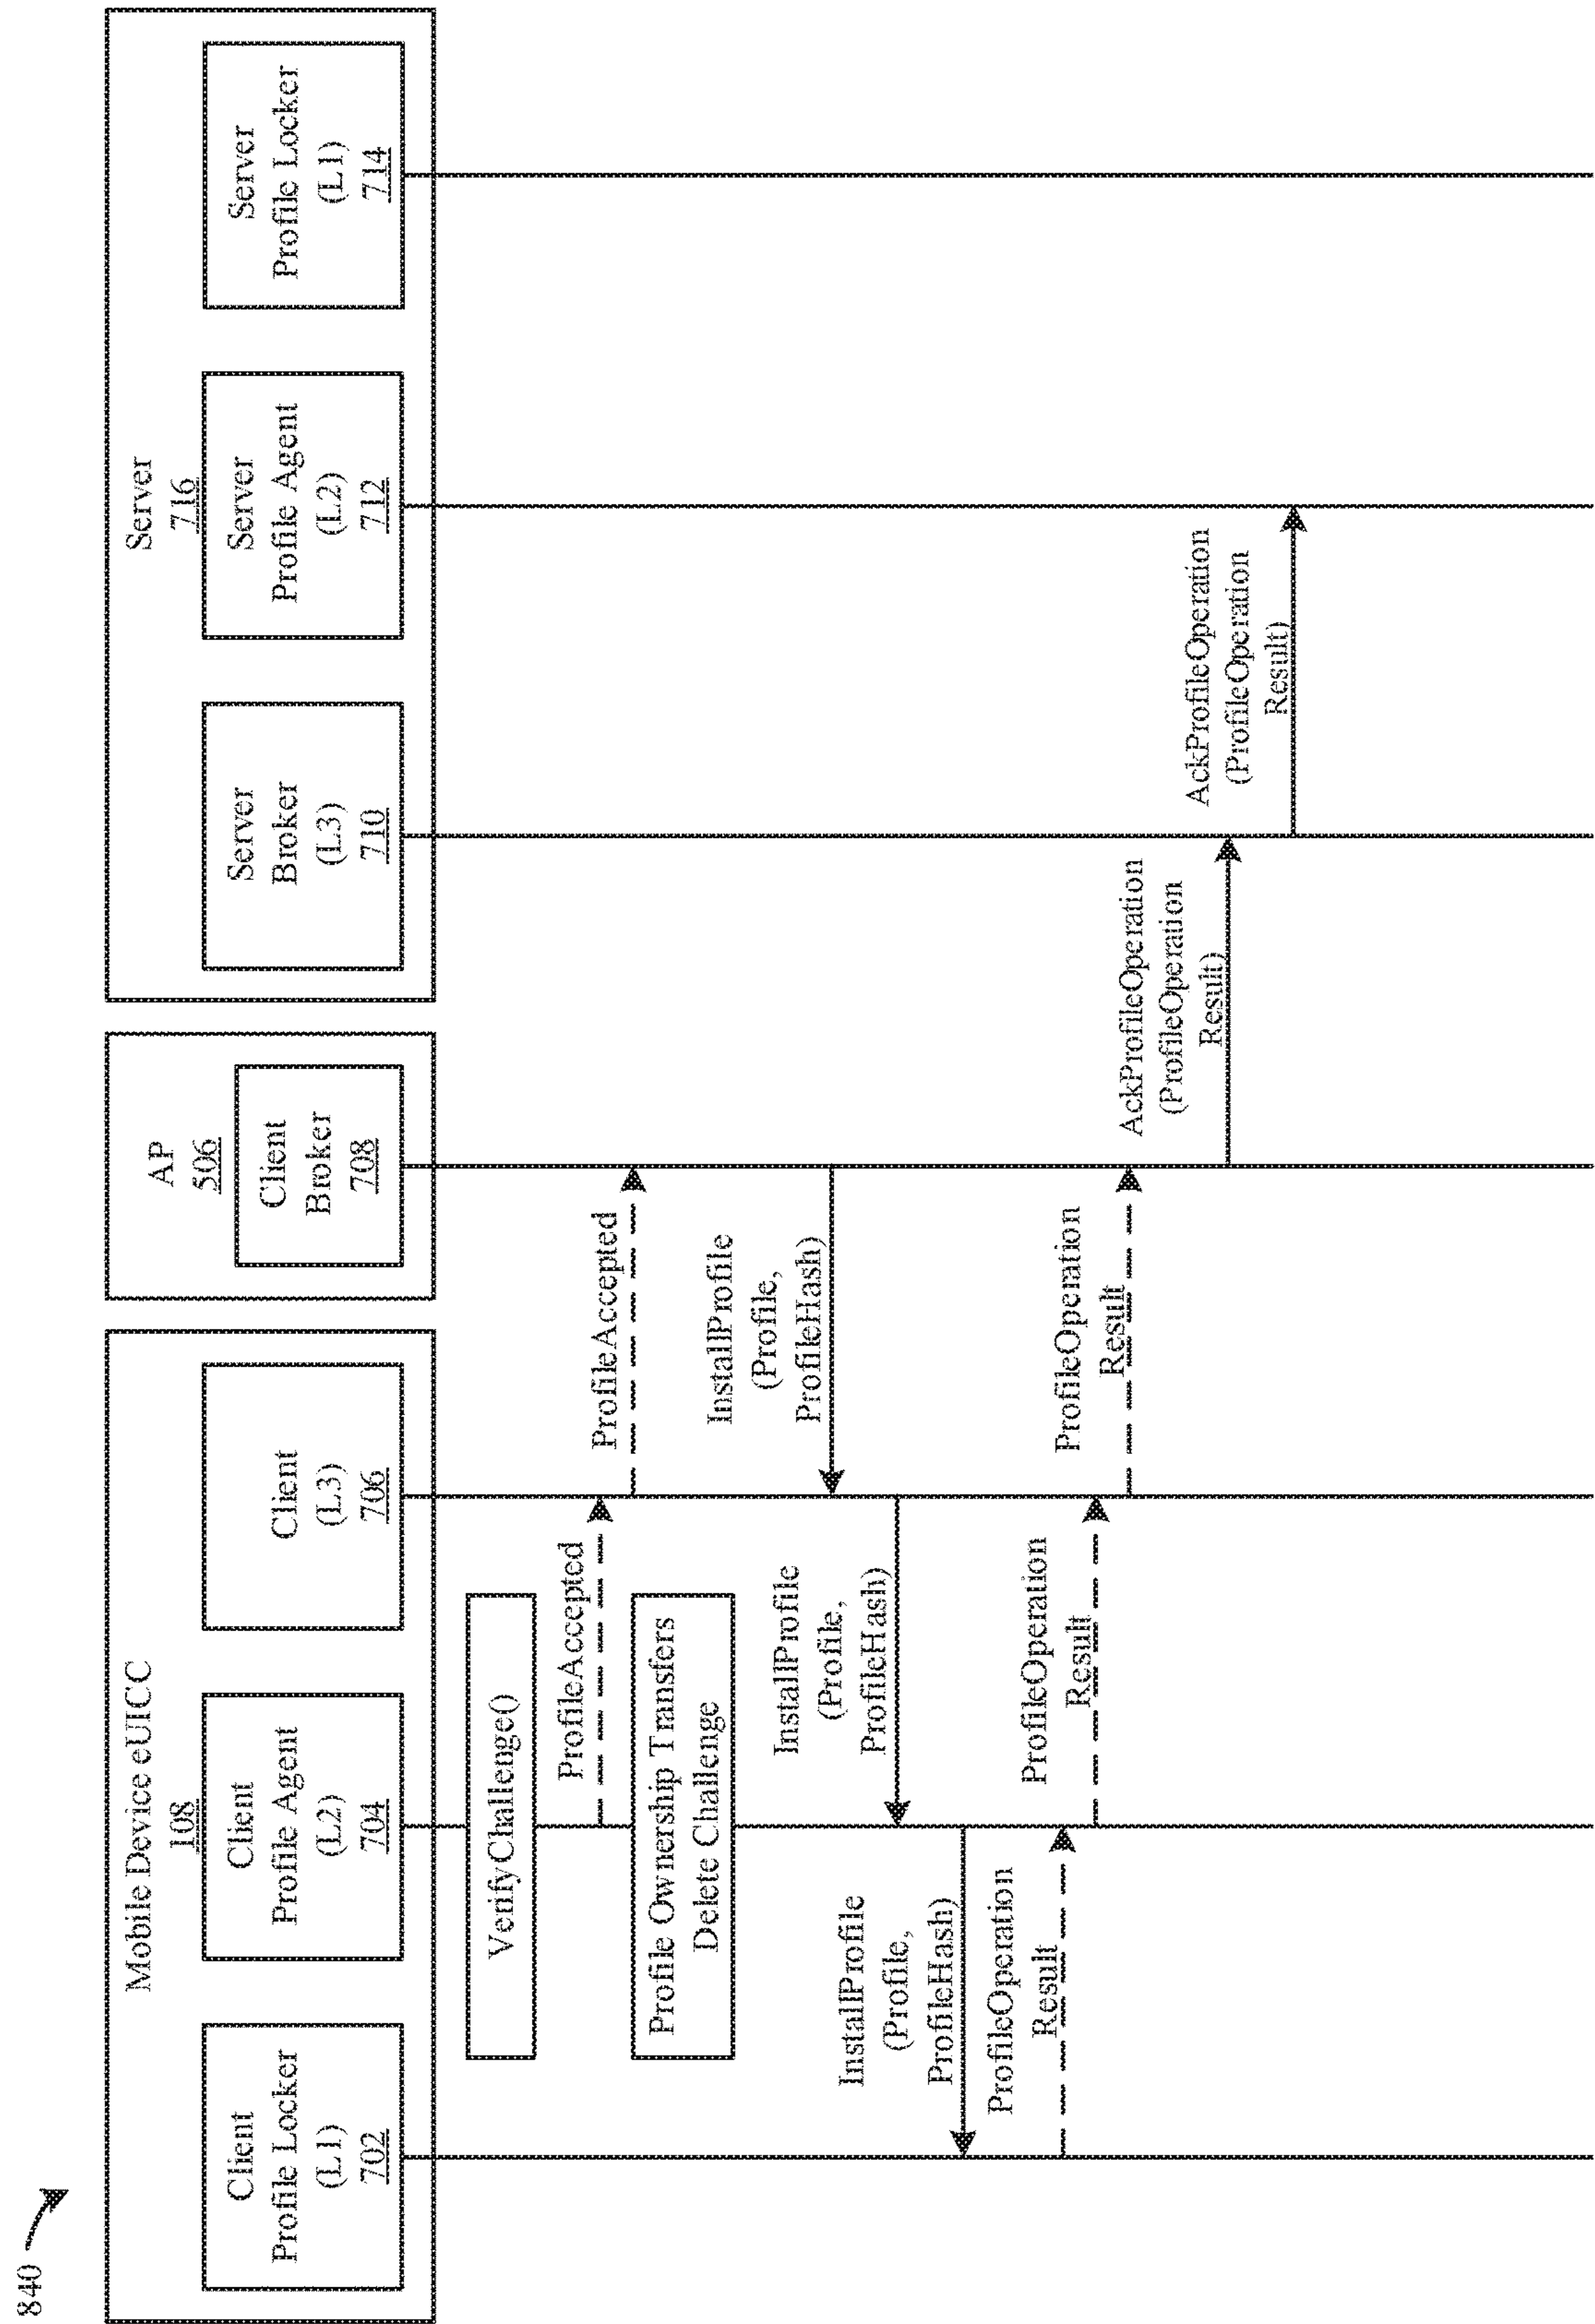 840
Mobile Device eUICC
108
Client
Profile Locker
(L1)
702
Client
Profile Agent
(L2)
704
Client
(L3)
706
AP
506
Client
Broker
708
Server
716
Server
Broker
(L3)
710
Server
Profile Agent
(L2)
712
Server
Profile Locker
(L1)
714
VerifyChallenge()
ProfileAccepted
ProfileAccepted
Profile Ownership Transfers
Delete Challenge
InstallProfile
(Profile,
ProfileHash)
InstallProfile
(Profile,
ProfileHash)
InstallProfile
(Profile,
ProfileHash)
ProfileOperation
Result
ProfileOperation
Result
ProfileOperation
Result
AckProfileOperation
(ProfileOperation
Result)
AckProfileOperation
(ProfileOperation
Result)